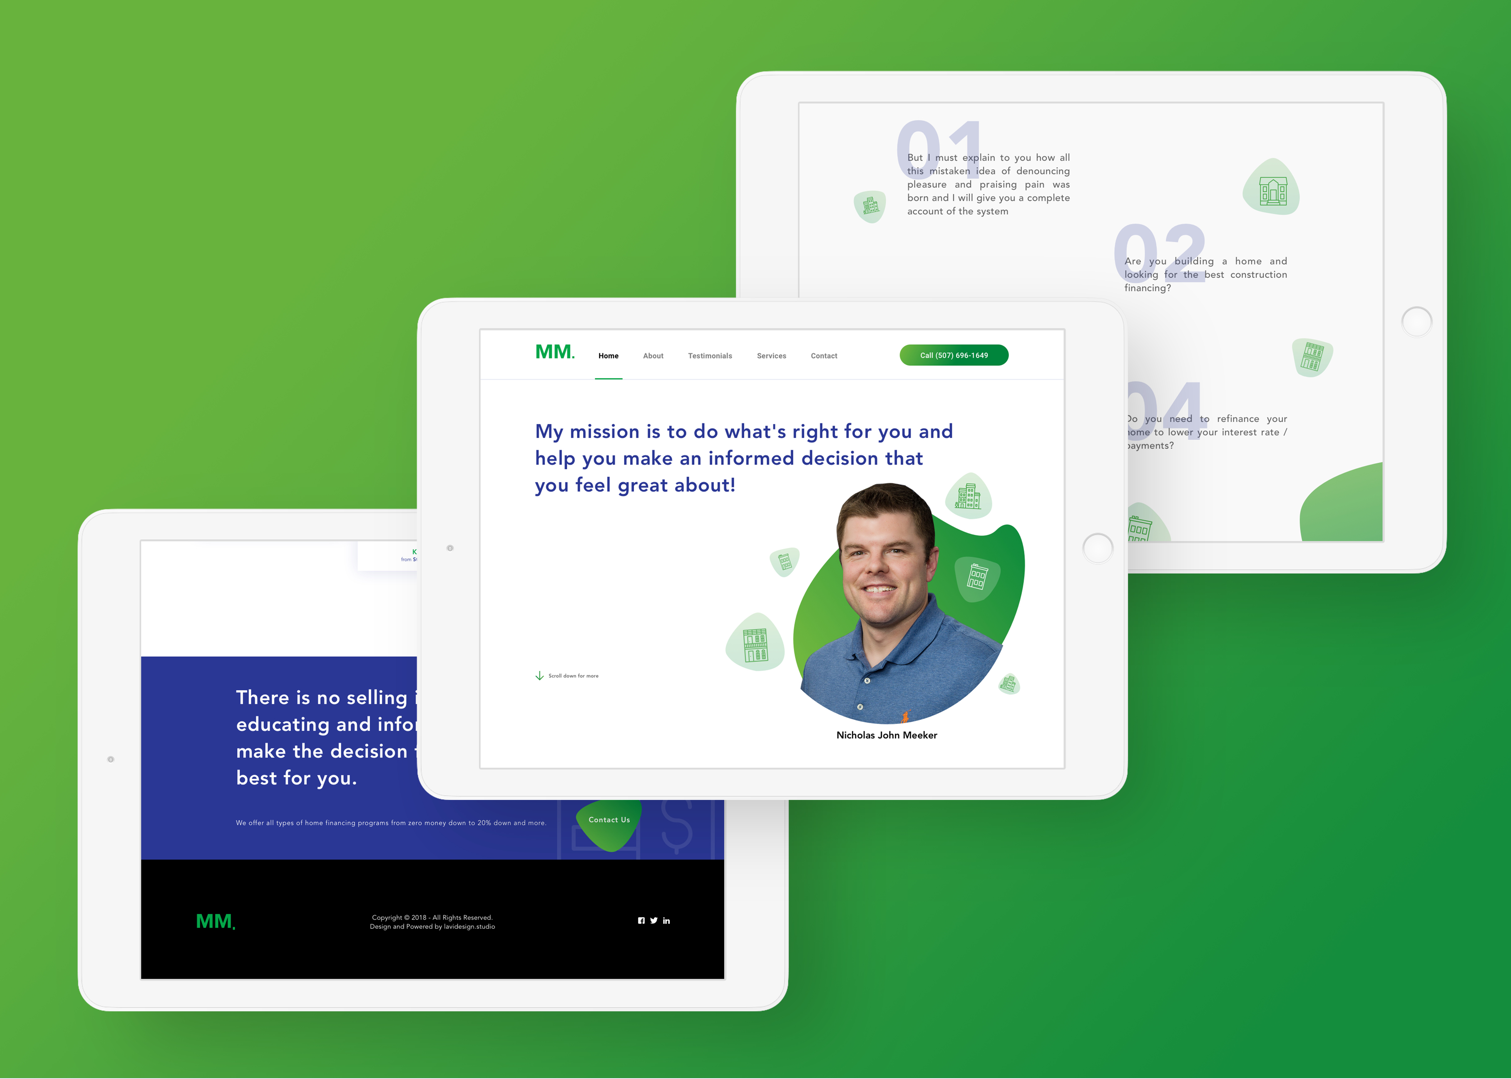 01
But I must explain to you how all
this mistaken idea of denouncing
pleasure and praising pain was
born and I will give you a complete
account of the system
02
Are you building a home and
looking for the best construction
financing?
04
Do you need to refinance your
home to lower your interest rate /
payments?
MM.
Home About Testimonials Services Contact
Call (507) 696-1649
My mission is to do what's right for you and
help you make an informed decision that
you feel great about!
Scroll down for more
Nicholas John Meeker
K
from
There is no selling
educating and
make the decision
best for you.
We offer all types of home financing programs from zero money down to 20% down and more.
Contact Us
$
MM.
Copyright © 2018 - All Rights Reserved.
Design and Powered by lavidesign.studio